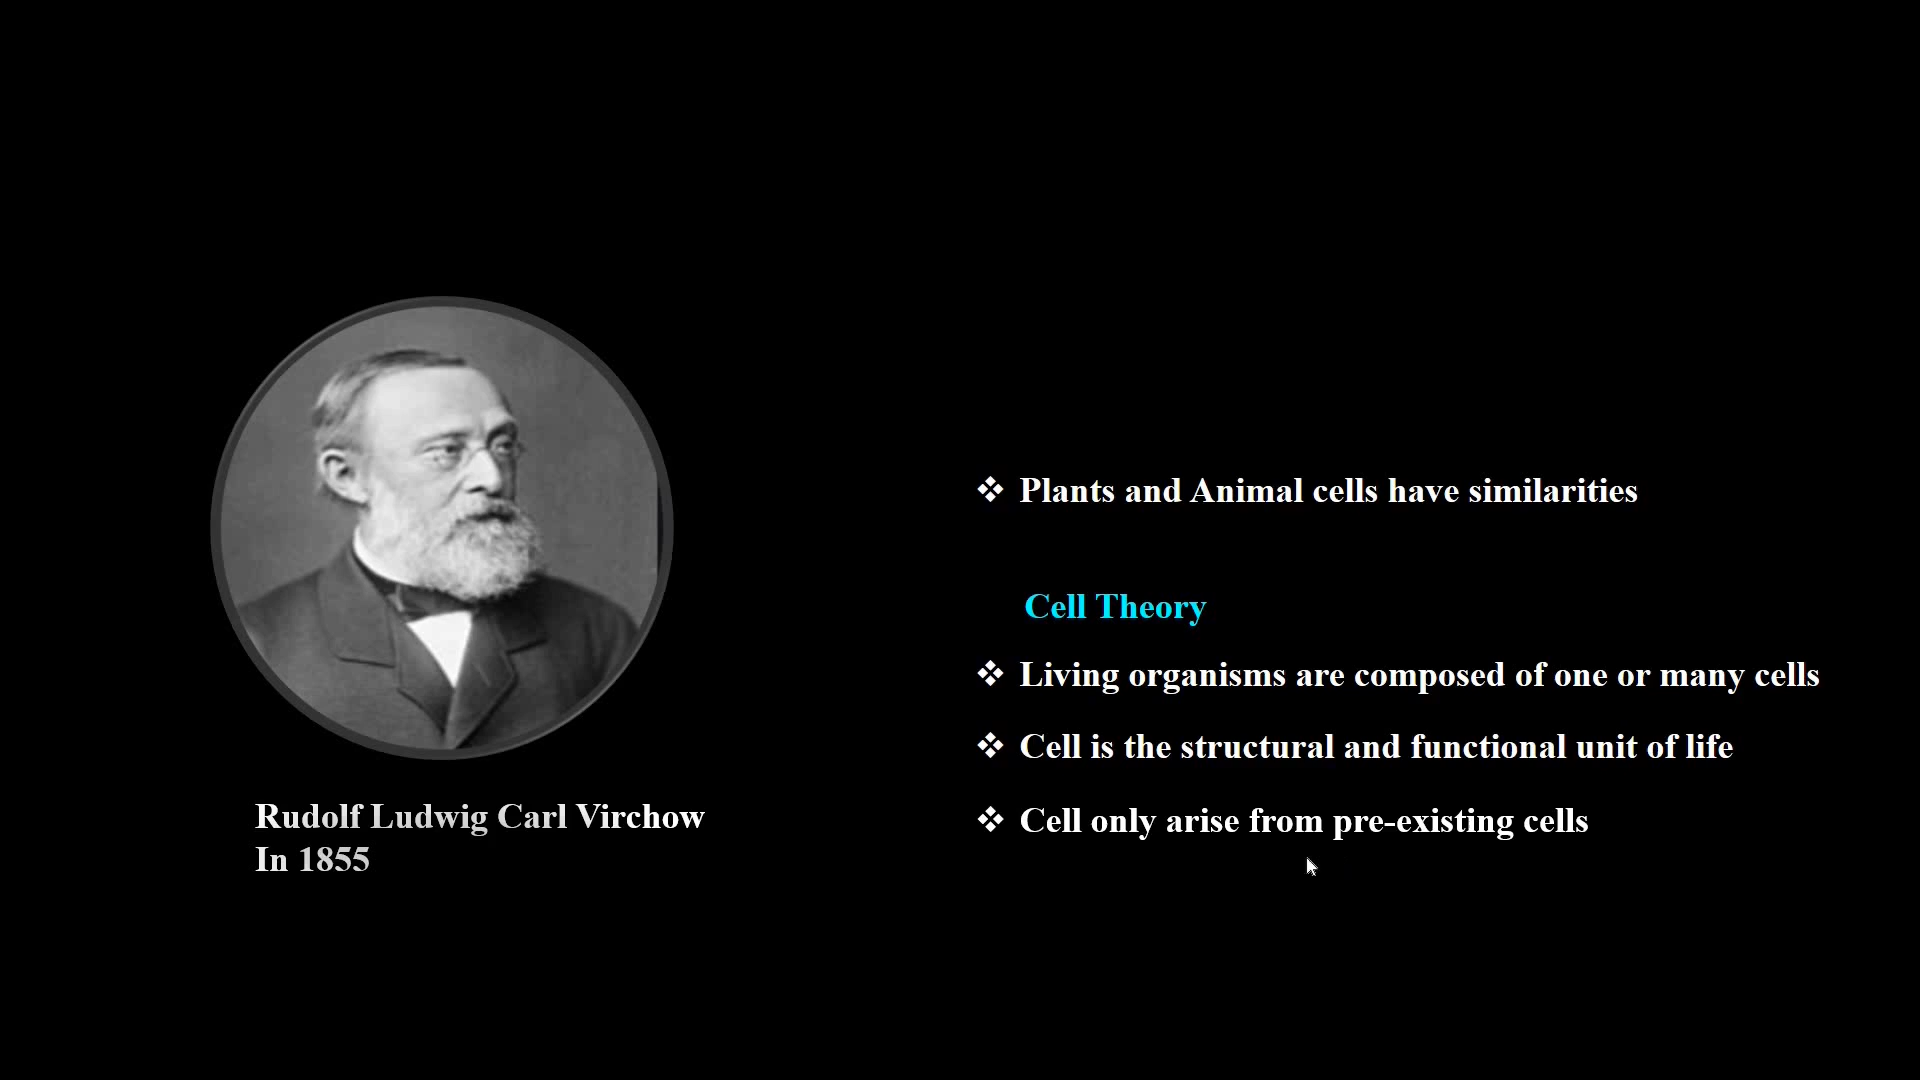 Rudolf Ludwig Carl Virchow
In 1855
❖ Plants and Animal cells have similarities
Cell Theory
❖ Living organisms are composed of one or many cells
❖ Cell is the structural and functional unit of life
❖ Cell only arise from pre-existing cells